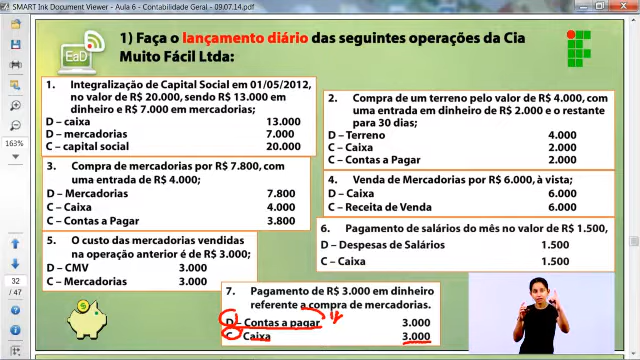 SMART Ink Document Viewer - Aula 6 - Contabilidade Geral - 09.07.14.pdf*
EaD
1) Faça o lançamento diário das seguintes operações da Cia
Muito Fácil Ltda:
1. Integralização de Capital Social em 01/05/2012,
no valor de R$ 20.000, sendo R$ 13.000 em
dinheiro e R$ 7.000 em mercadorias;
D – caixa 13.000
D – mercadorias 7.000
C – capital social 20.000
2. Compra de um terreno pelo valor de R$ 4.000, com
uma entrada em dinheiro de R$ 2.000 e o restante
para 30 dias;
D – Terreno 4.000
C – Caixa 2.000
C – Contas a Pagar 2.000
3. Compra de mercadorias por R$ 7.800, com
uma entrada de R$ 4.000;
D – Mercadorias 7.800
C – Caixa 4.000
C – Contas a Pagar 3.800
4. Venda de Mercadorias por R$ 6.000, à vista;
D – Caixa 6.000
C – Receita de Venda 6.000
5. O custo das mercadorias vendidas
na operação anterior é de R$ 3.000;
D – CMV 3.000
C – Mercadorias 3.000
6. Pagamento de salários do mês no valor de R$ 1.500,
D – Despesas de Salários 1.500
C – Caixa 1.500
7. Pagamento de R$ 3.000 em dinheiro
referente a compra de mercadorias.
D – Contas a pagar 3.000
C – Caixa 3.000
163%
32
/ 47